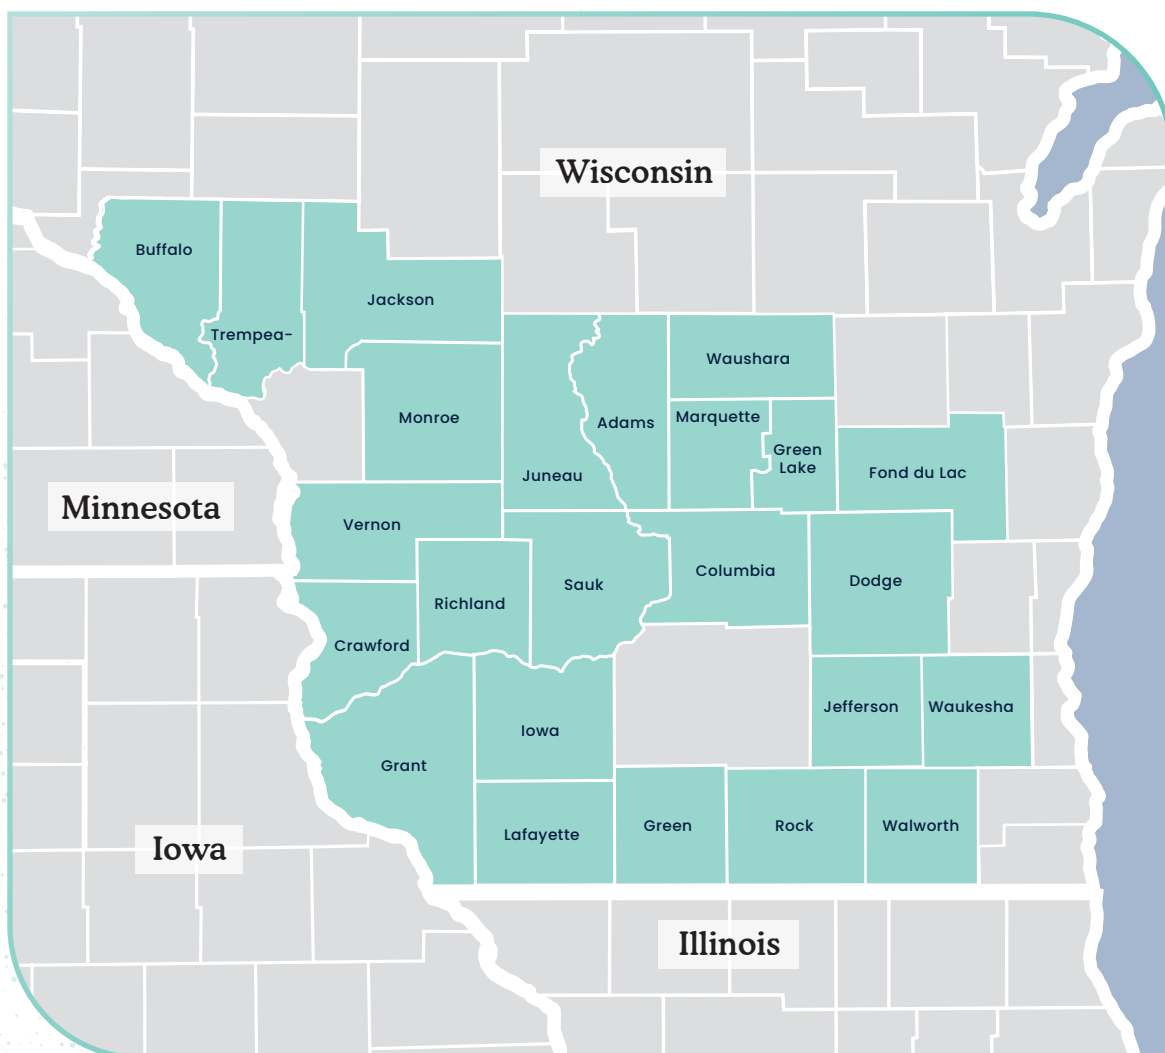 Wisconsin
Buffalo
Jackson
Trempea-
Waushara
Monroe
Adams
Marquette
Green
Lake
Juneau
Fond du Lac
Minnesota
Vernon
Columbia
Dodge
Sauk
Richland
Crawford
Jefferson
Waukesha
Iowa
Grant
Lafayette
Green
Rock
Walworth
Iowa
Illinois